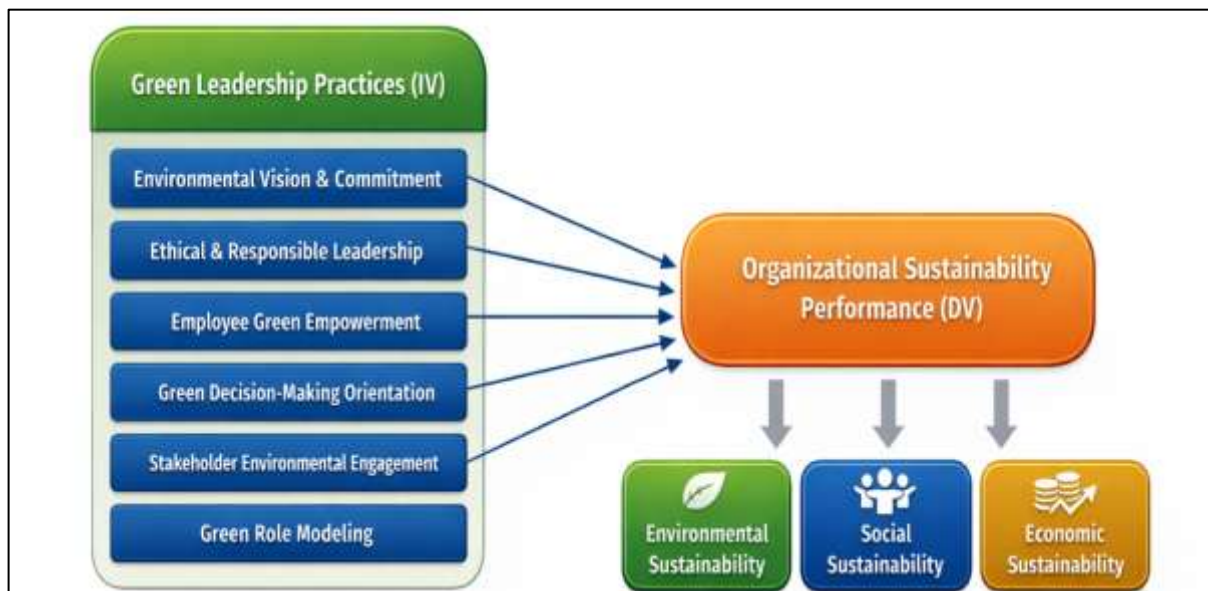 Green Leadership Practices (IV)
Environmental Vision & Commitment
Ethical & Responsible Leadership
Employee Green Empowerment
Green Decision-Making Orientation
Stakeholder Environmental Engagement
Green Role Modeling
Organizational Sustainability
Performance (DV)
Environmental
Sustainability
Social
Sustainability
Economic
Sustainability